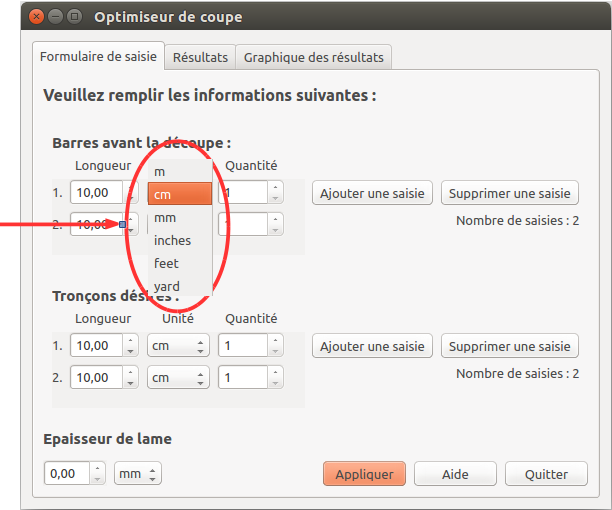 Optimiseur de coupe
Formulaire de saisie Résultats Graphique des résultats
Veuillez remplir les informations suivantes :
Barres avant la découpe :
Longueur Quantité
m
1. 10,00 cm 1 Ajouter une saisie Supprimer une saisie
mm
2. 10,00 Nombre de saisies : 2
inches
feet
yard
Tronçons désirés :
Longueur Unité Quantité
1. 10,00 cm 1 Ajouter une saisie Supprimer une saisie
2. 10,00 cm 1 Nombre de saisies : 2
Epaisseur de lame
0,00 mm Appliquer Aide Quitter